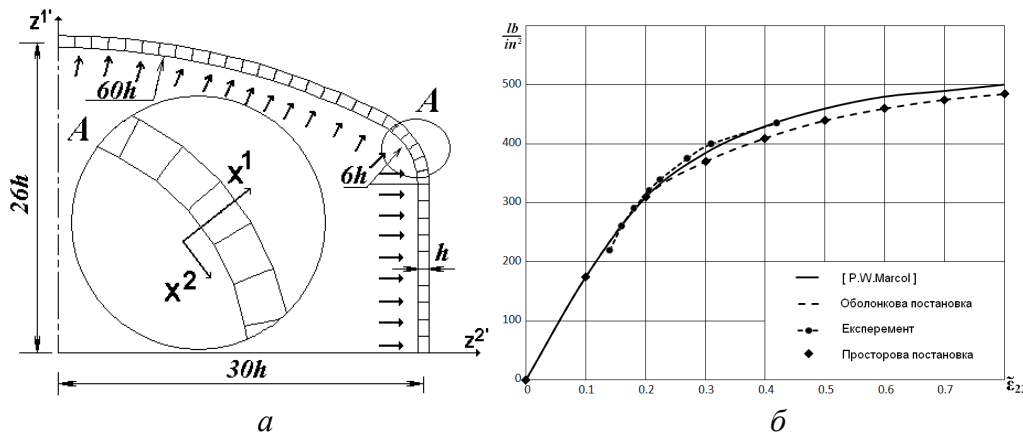 z1'
60h
A
A
x1
x2
6h
26h
h
z2'
30h
а
lb
in2
500
400
300
200
100
0
[ P.W.Marcol ]
Оболонкова постановка
Експеремент
Просторова постановка
0
0.1
0.2
0.3
0.4
0.5
0.6
0.7
ε̃22
б